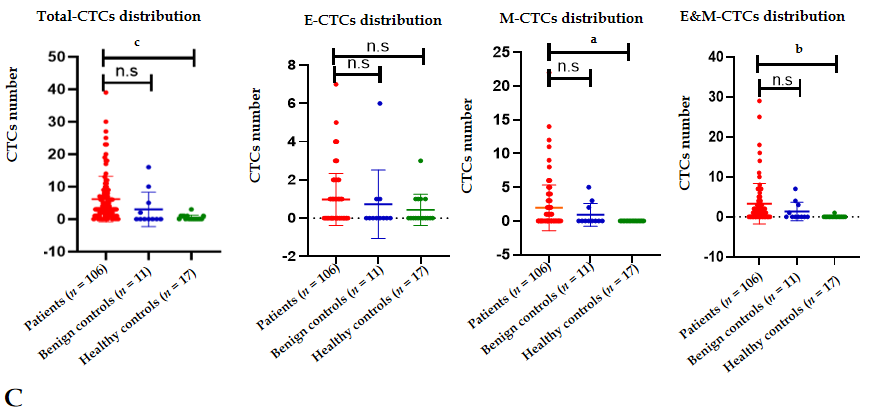 Total-CTCs distribution
CTCs number
50
40
30
20
10
0
-10
c
n.s
Patients (n = 106)
Benign controls (n = 11)
Healthy controls (n = 17)
E-CTCs distribution
CTCs number
8
6
4
2
0
-2
n.s
n.s
Patients (n = 106)
Benign controls (n = 11)
Healthy controls (n = 17)
M-CTCs distribution
CTCs number
25
20
15
10
5
0
-5
a
n.s
Patients (n = 106)
Benign controls (n = 11)
Healthy controls (n = 17)
E&M-CTCs distribution
CTCs number
40
30
20
10
0
-10
b
n.s
Patients (n = 106)
Benign controls (n = 11)
Healthy controls (n = 17)
C